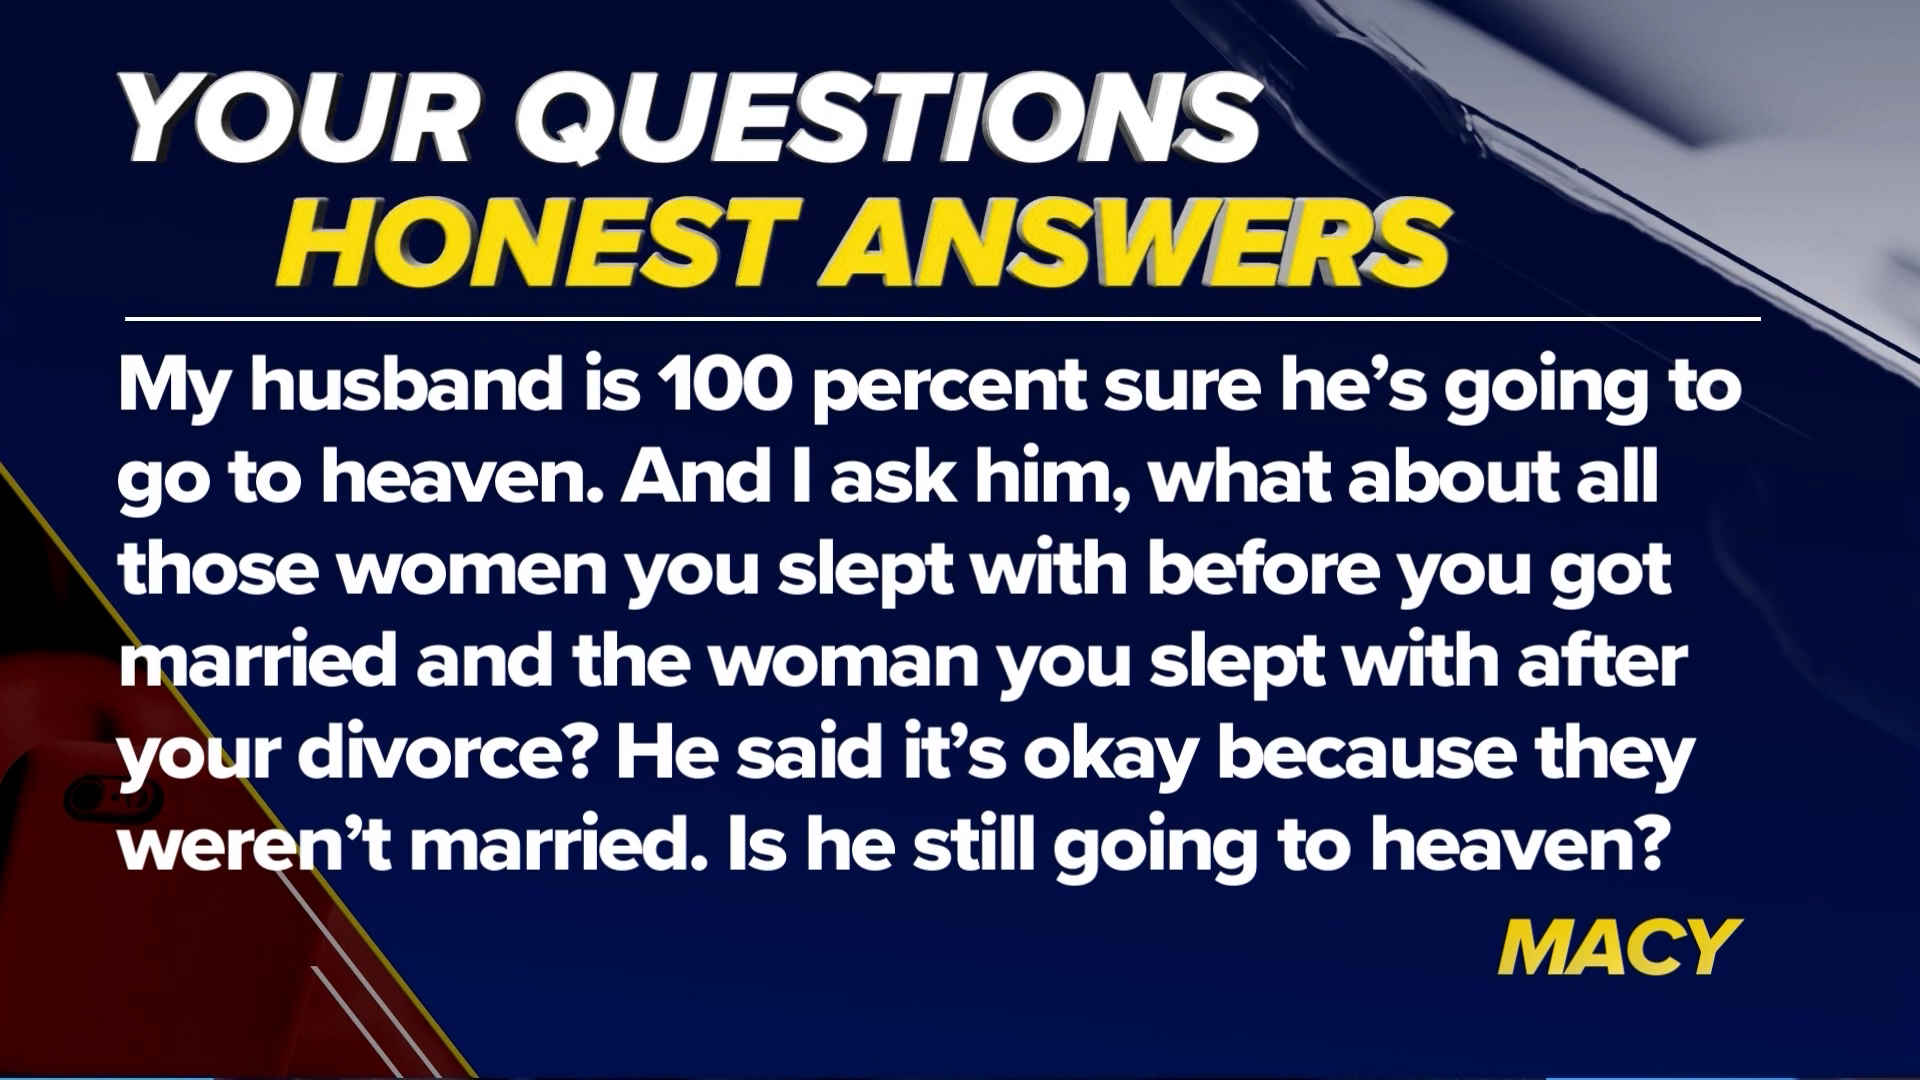 YOUR QUESTIONS
HONEST ANSWERS
My husband is 100 percent sure he’s going to
go to heaven. And I ask him, what about all
those women you slept with before you got
married and the woman you slept with after
your divorce? He said it’s okay because they
weren’t married. Is he still going to heaven?
MACY